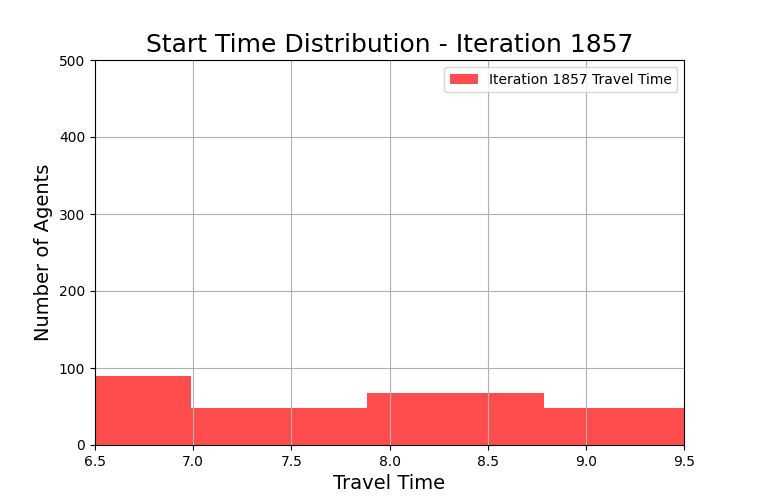 Start Time Distribution - Iteration 1857
Iteration 1857 Travel Time
Number of Agents
500
400
300
200
100
0
6.5 7.0 7.5 8.0 8.5 9.0 9.5
Travel Time